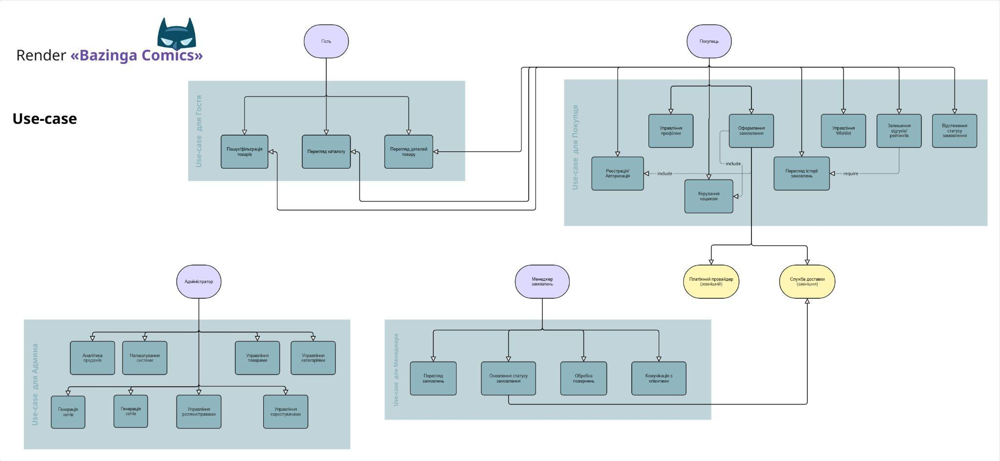 Render «Bazinga Comics»
Use-case
Гість
Покупець
Use-case для Гостя
Пошук/фільтрація
товарів
Перегляд каталогу
Перегляд деталей
товару
Use-case для Покупця
Управління
профілем
Оформлення
замовлення
Управління
Wishlist
Залишення
відгуків/
рейтингів
Відстеження
статусу
замовлення
include
Реєстрація/
Авторизація
include
Перегляд історії
замовлень
require
Керування
кошиком
Адміністратор
Менеджер
замовлень
Платіжний провайдер
(зовнішній)
Служба доставки
(завнішня)
Use-case для Админа
Аналітика
продажів
Налаштування
системи
Управління
товарами
Управління
категоріями
Генерація
звітів
Генерація
звітів
Управління
ролями/правами
Управління
користувачами
Use-case для Менеджера
Перегляд
замовлень
Оновлення статусу
замовлення
Обробка
повернень
Комунікація з
клієнтами